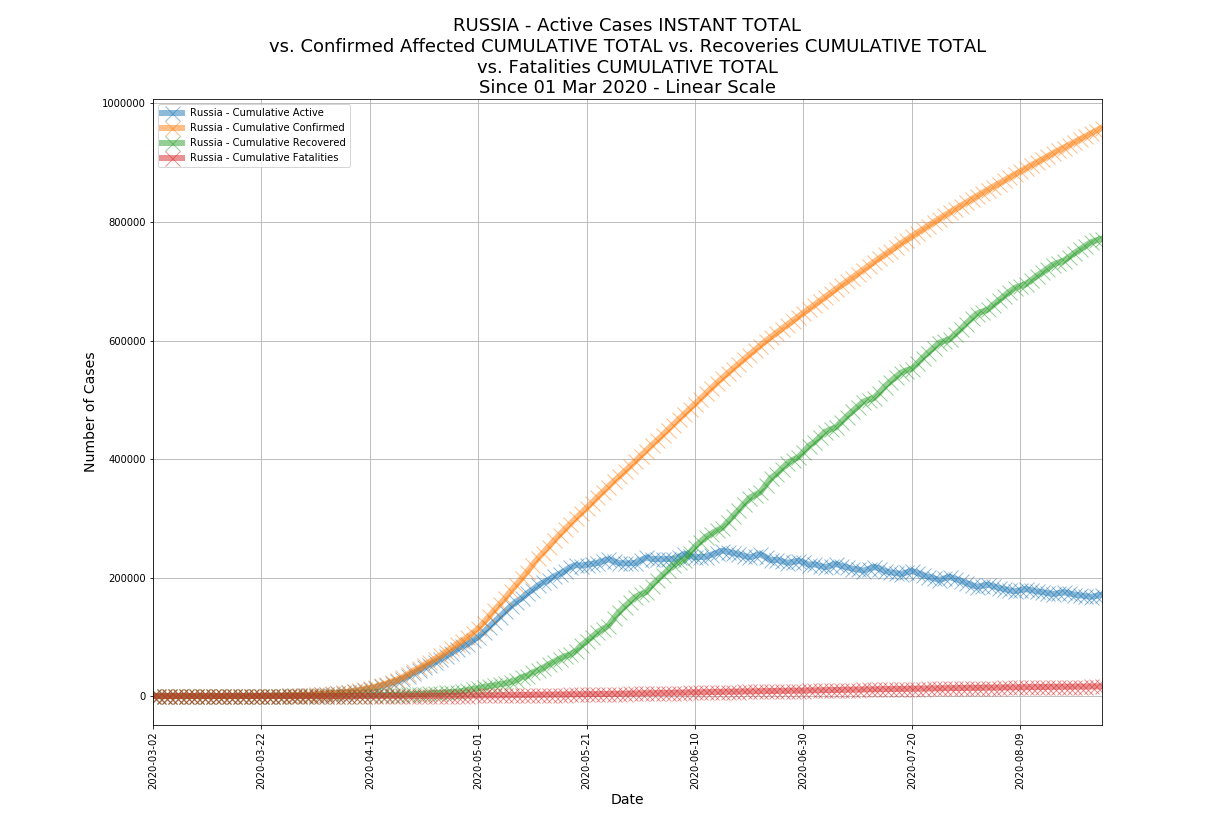 RUSSIA - Active Cases INSTANT TOTAL
vs. Confirmed Affected CUMULATIVE TOTAL vs. Recoveries CUMULATIVE TOTAL
vs. Fatalities CUMULATIVE TOTAL
Since 01 Mar 2020 - Linear Scale
Russia - Cumulative Active
Russia - Cumulative Confirmed
Russia - Cumulative Recovered
Russia - Cumulative Fatalities
1000000
800000
600000
400000
200000
0
Number of Cases
2020-03-02
2020-03-22
2020-04-11
2020-05-01
2020-05-21
2020-06-10
2020-06-30
2020-07-20
2020-08-09
Date